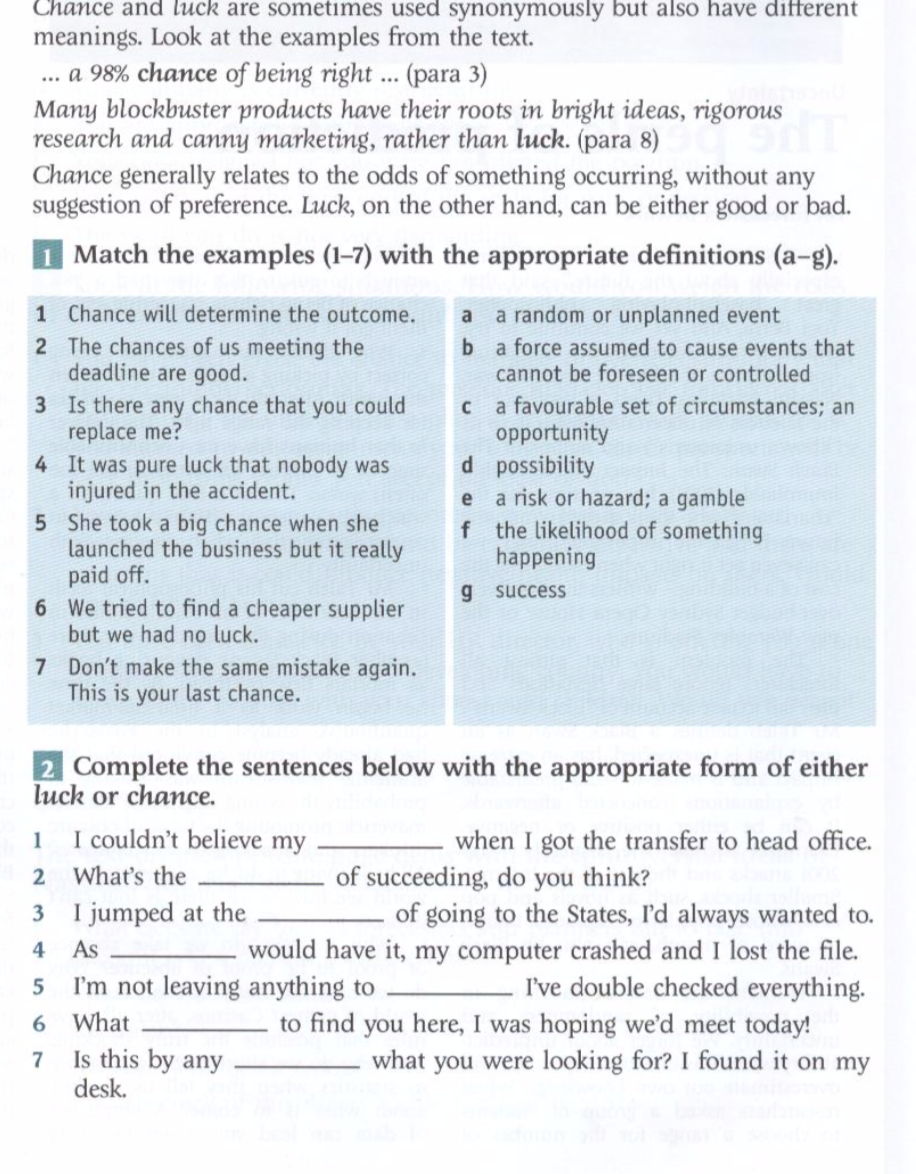 Chance and luck are sometimes used synonymously but also have different
meanings. Look at the examples from the text.
... a 98% chance of being right ... (para 3)
Many blockbuster products have their roots in bright ideas, rigorous
research and canny marketing, rather than luck. (para 8)
Chance generally relates to the odds of something occurring, without any
suggestion of preference. Luck, on the other hand, can be either good or bad.
1 Match the examples (1–7) with the appropriate definitions (a–g).
1 Chance will determine the outcome.
2 The chances of us meeting the
deadline are good.
3 Is there any chance that you could
replace me?
4 It was pure luck that nobody was
injured in the accident.
5 She took a big chance when she
launched the business but it really
paid off.
6 We tried to find a cheaper supplier
but we had no luck.
7 Don't make the same mistake again.
This is your last chance.
a a random or unplanned event
b a force assumed to cause events that
cannot be foreseen or controlled
c a favourable set of circumstances; an
opportunity
d possibility
e a risk or hazard; a gamble
f the likelihood of something
happening
g success
2 Complete the sentences below with the appropriate form of either
luck or chance.
1 I couldn't believe my ________ when I got the transfer to head office.
2 What's the ________ of succeeding, do you think?
3 I jumped at the ________ of going to the States, I'd always wanted to.
4 As ________ would have it, my computer crashed and I lost the file.
5 I'm not leaving anything to ________ I've double checked everything.
6 What ________ to find you here, I was hoping we'd meet today!
7 Is this by any ________ what you were looking for? I found it on my
desk.